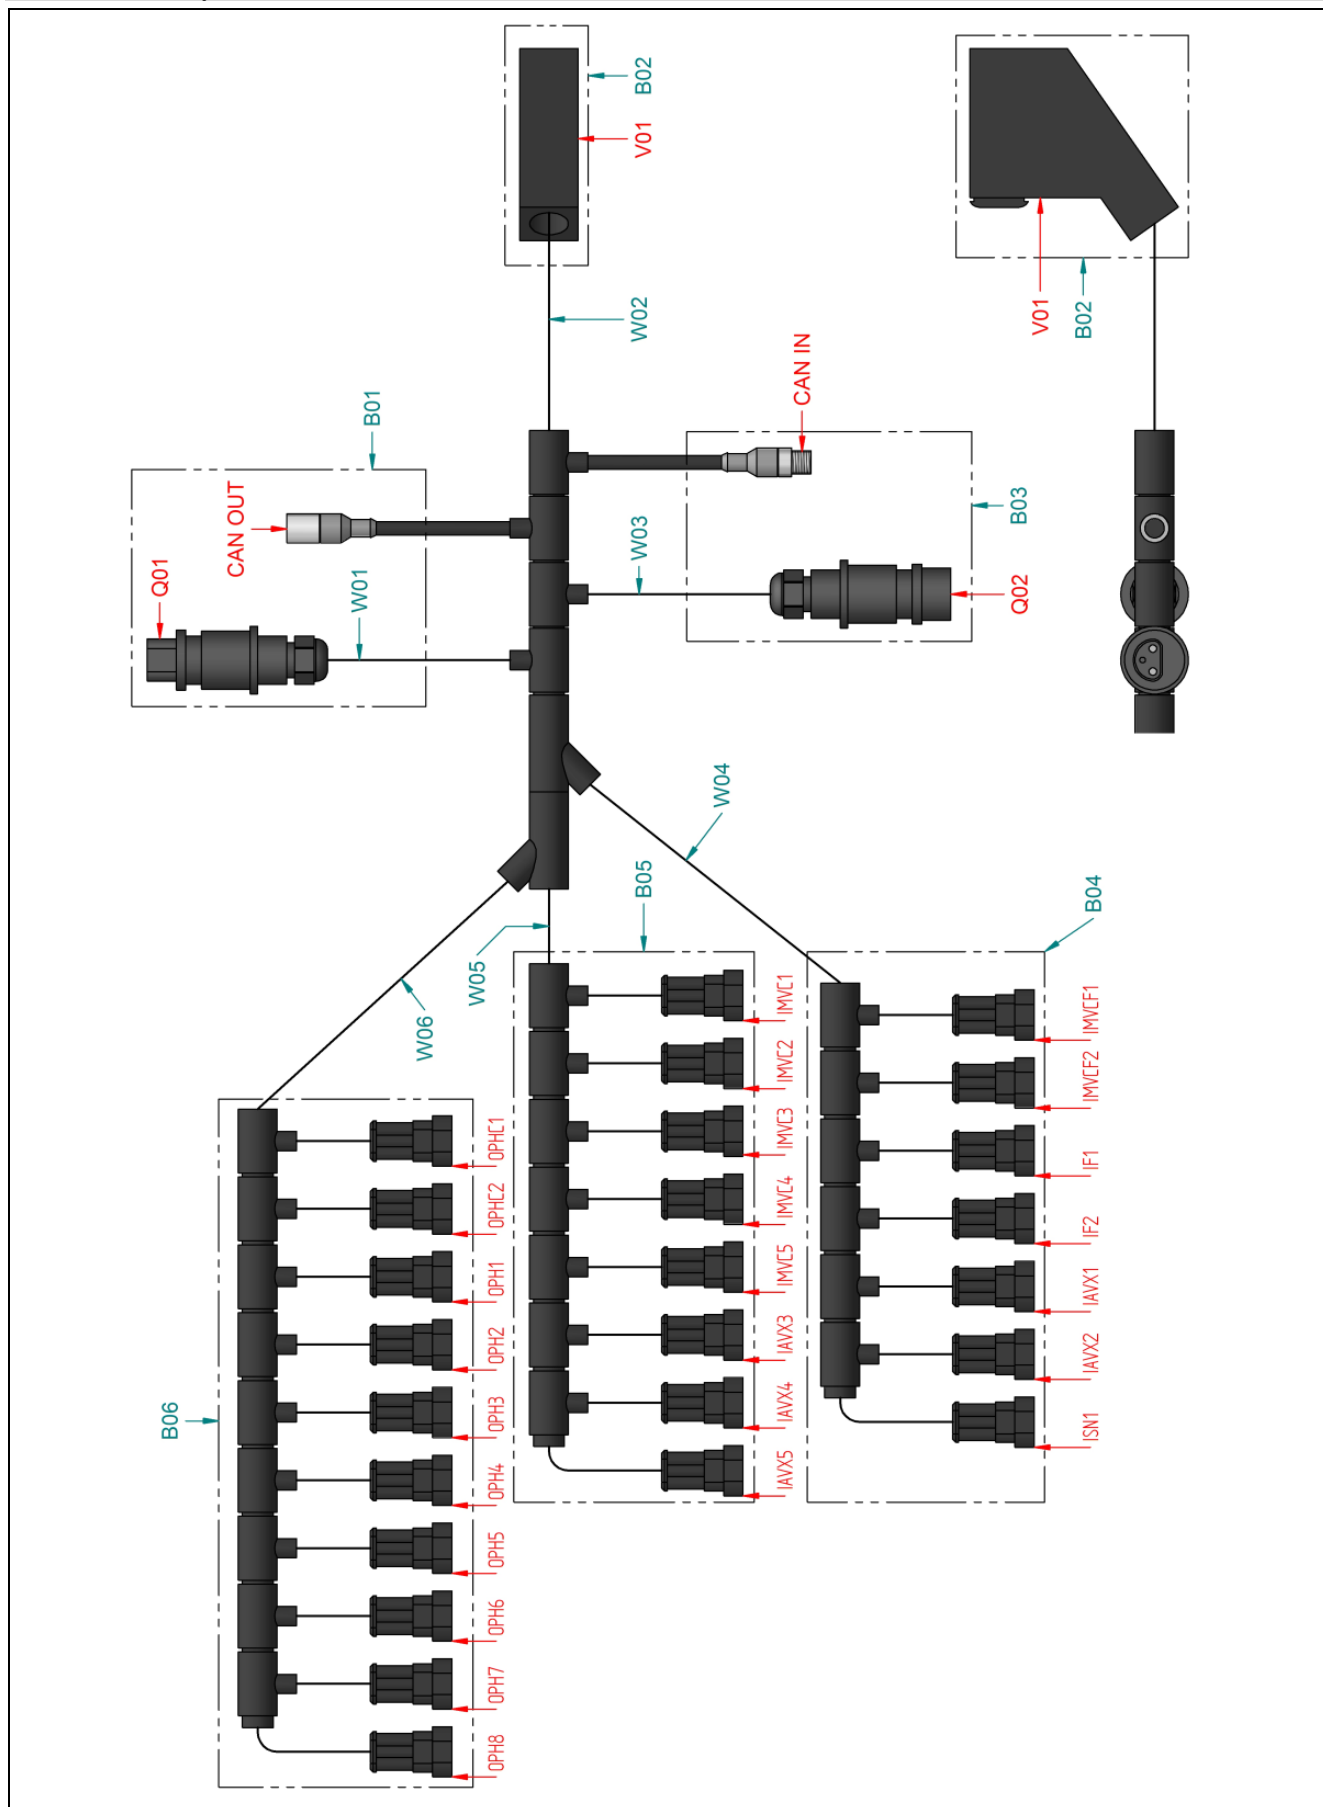 B02
V01
V01
B02
W02
CAN IN
B01
CAN OUT
B03
W03
Q01
W01
Q02
W04
B05
B04
W05
W06
IMVC1
IMVC2
IMVC3
IMVC4
IMVC5
IAVX3
IAVX4
IAVX5
IMVCF1
IMVCF2
IF1
IF2
IAVX1
IAVX2
ISN1
B06
OPHC1
OPHC2
OPH1
OPH2
OPH3
OPH4
OPH5
OPH6
OPH7
OPH8